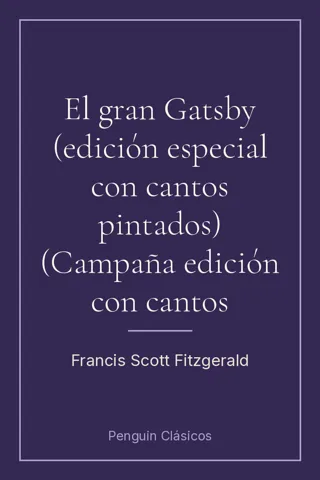 El gran Gatsby
(edición especial
con cantos
pintados)
(Campaña edición
con cantos
Francis Scott Fitzgerald
Penguin Clásicos